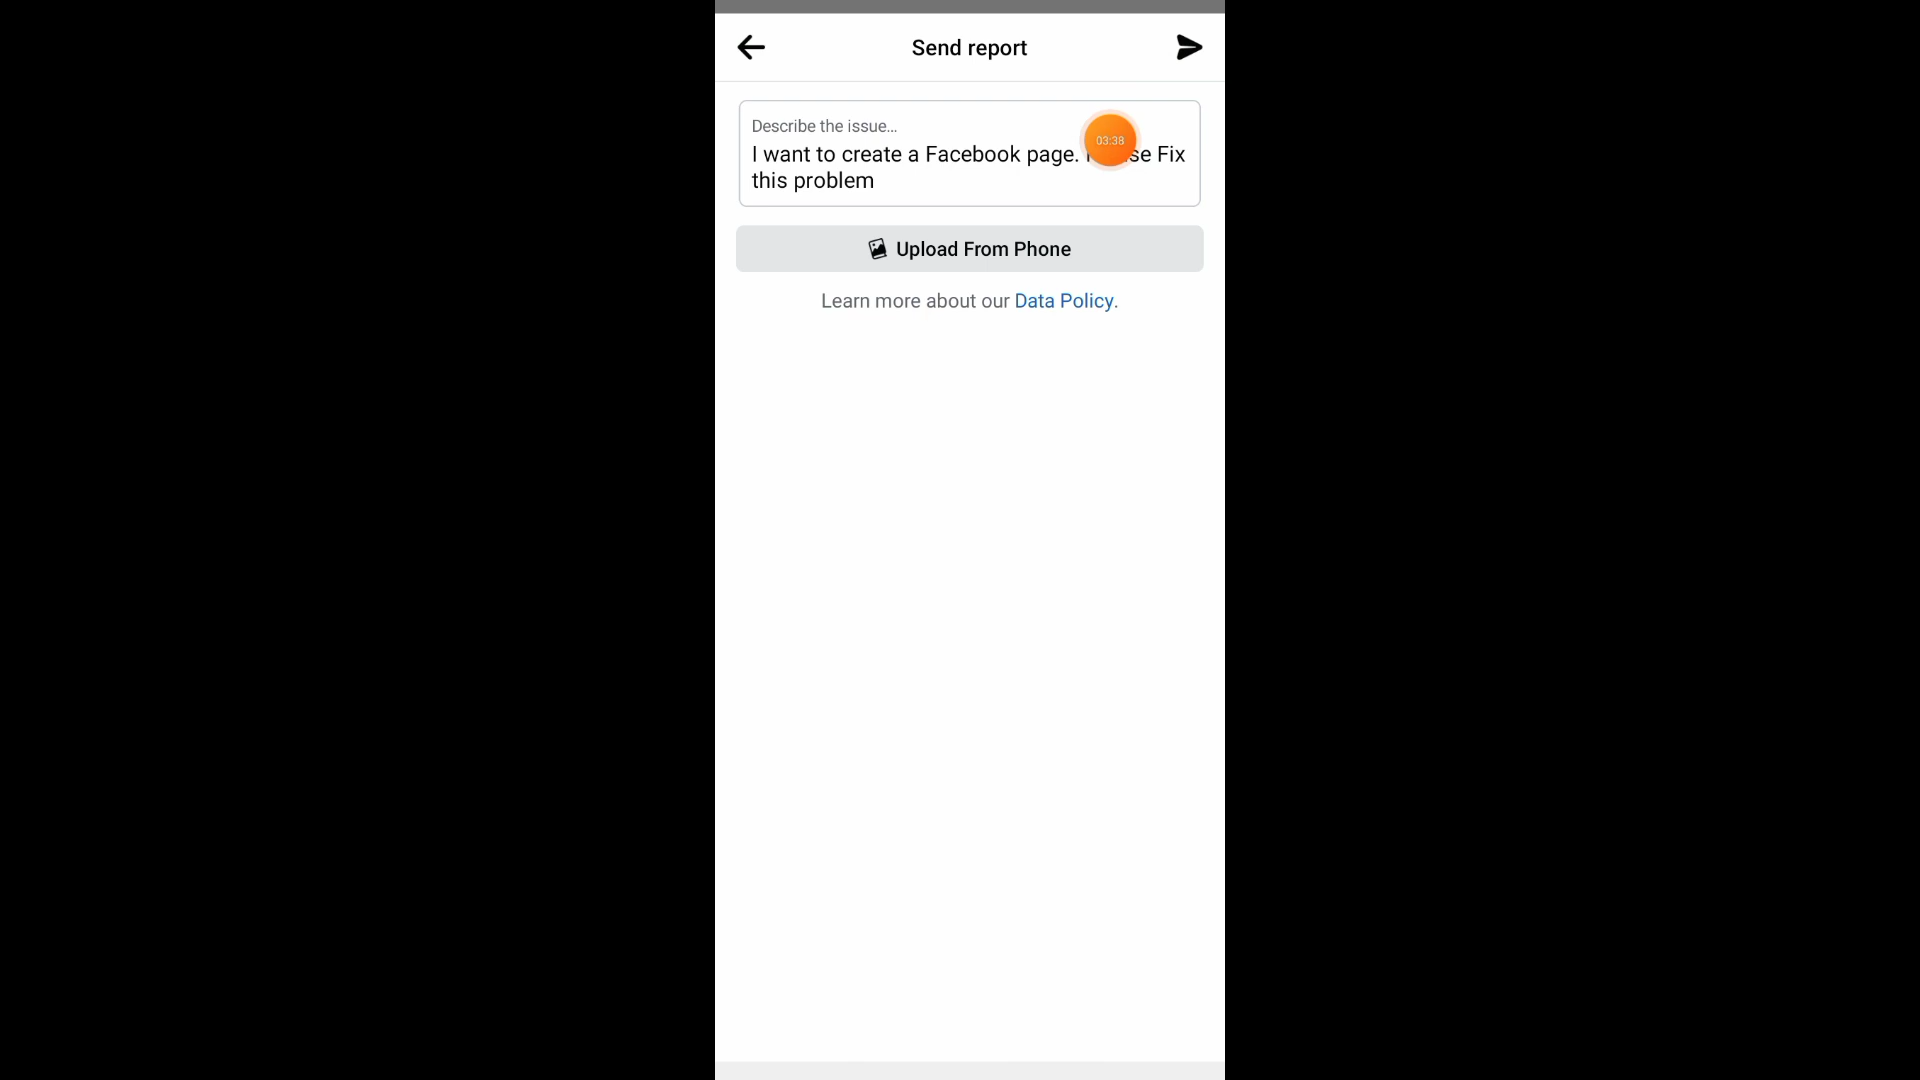 Send report
Describe the issue...
03:38
I want to create a Facebook page. se Fix
this problem
Upload From Phone
Learn more about our Data Policy.